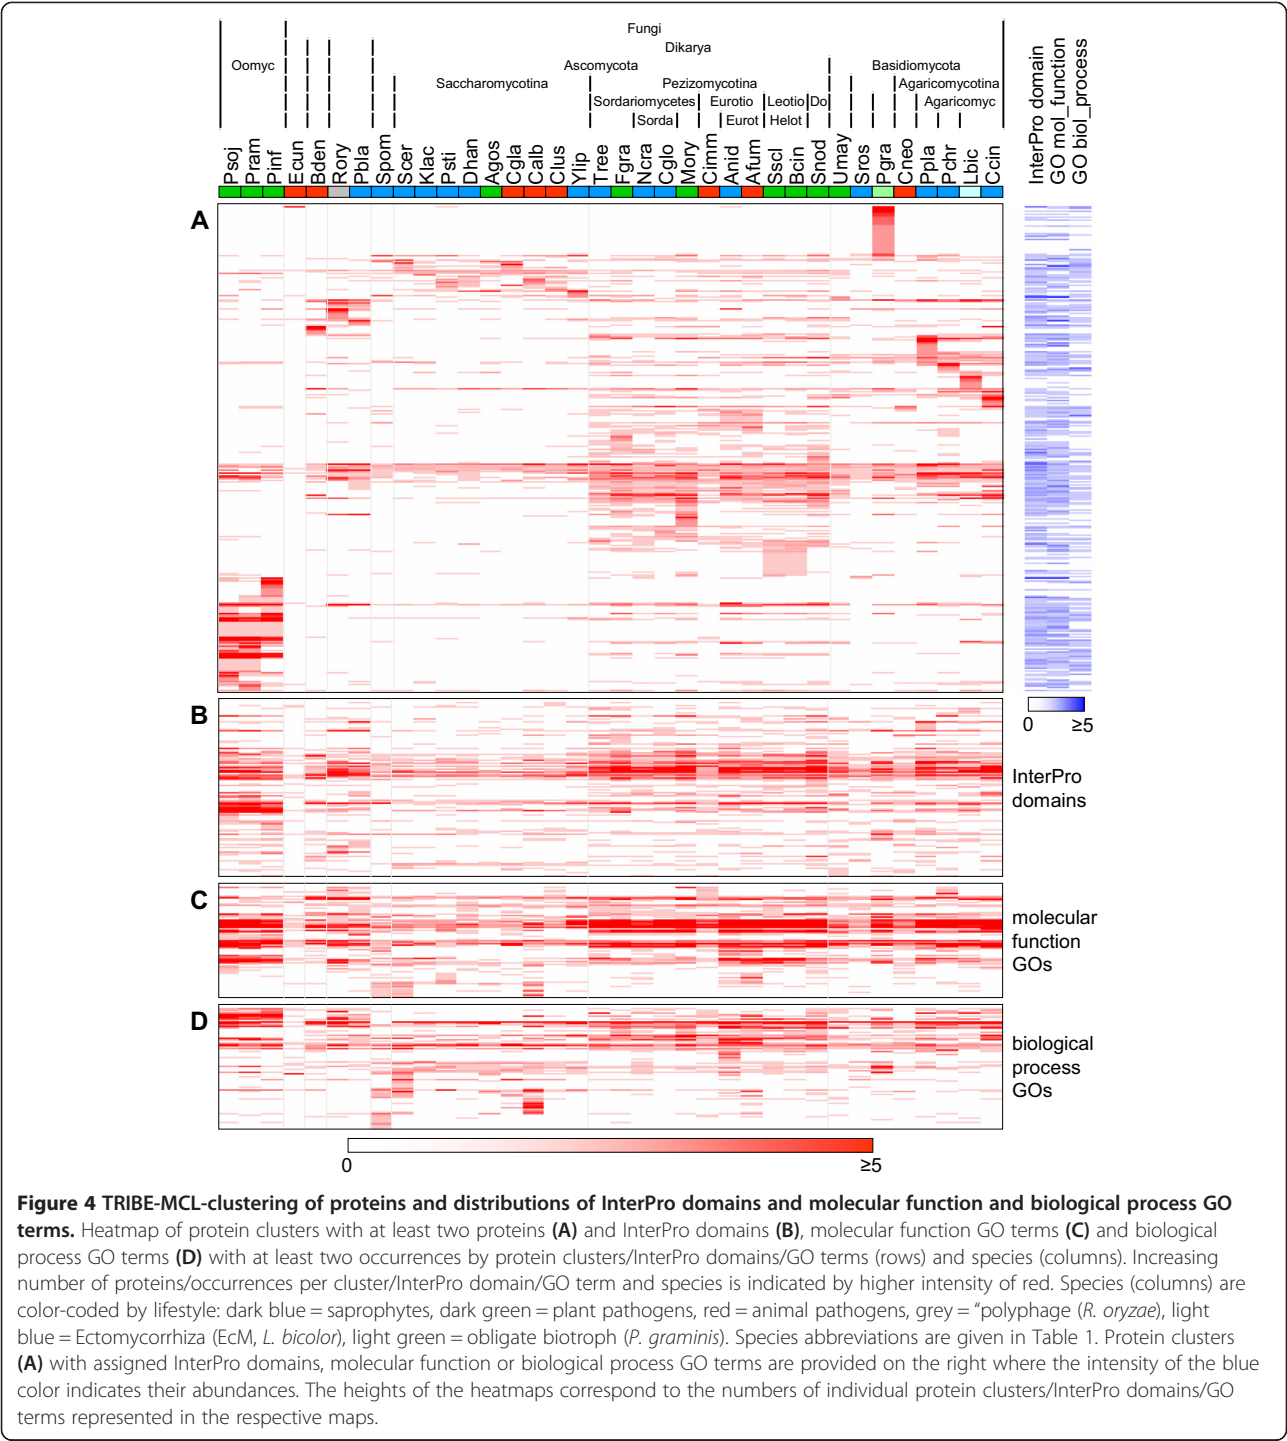 Fungi
Dikarya
Oomyc Ascomycota Basidiomycota
Saccharomycotina Pezizomycotina Agaricomycotina
Sordariomycetes Eurotio Leotio Do Agaricomyc
Sorda Eurot Helot
Psoj Pram Pinf Ecun Bden Rory Pbla Spom Scer Klac Psti Dhan Agos Cgla Calb Clus Ylip Tree Fgra Ncra Cglo Mory Cimm Anid Afum Sscl Bcin Snod Umay Sros Pgra Cneo Ppla Pchr Lbic Ccin
InterPro domain
GO mol_function
GO biol_process
A
0 ≥5
B
InterPro
domains
C
molecular
function
GOs
D
biological
process
GOs
0 ≥5
Figure 4 TRIBE-MCL-clustering of proteins and distributions of InterPro domains and molecular function and biological process GO
terms. Heatmap of protein clusters with at least two proteins (A) and InterPro domains (B), molecular function GO terms (C) and biological
process GO terms (D) with at least two occurrences by protein clusters/InterPro domains/GO terms (rows) and species (columns). Increasing
number of proteins/occurrences per cluster/InterPro domain/GO term and species is indicated by higher intensity of red. Species (columns) are
color-coded by lifestyle: dark blue = saprophytes, dark green = plant pathogens, red = animal pathogens, grey = “polyphage (R. oryzae), light
blue = Ectomycorrhiza (EcM, L. bicolor), light green = obligate biotroph (P. graminis). Species abbreviations are given in Table 1. Protein clusters
(A) with assigned InterPro domains, molecular function or biological process GO terms are provided on the right where the intensity of the blue
color indicates their abundances. The heights of the heatmaps correspond to the numbers of individual protein clusters/InterPro domains/GO
terms represented in the respective maps.